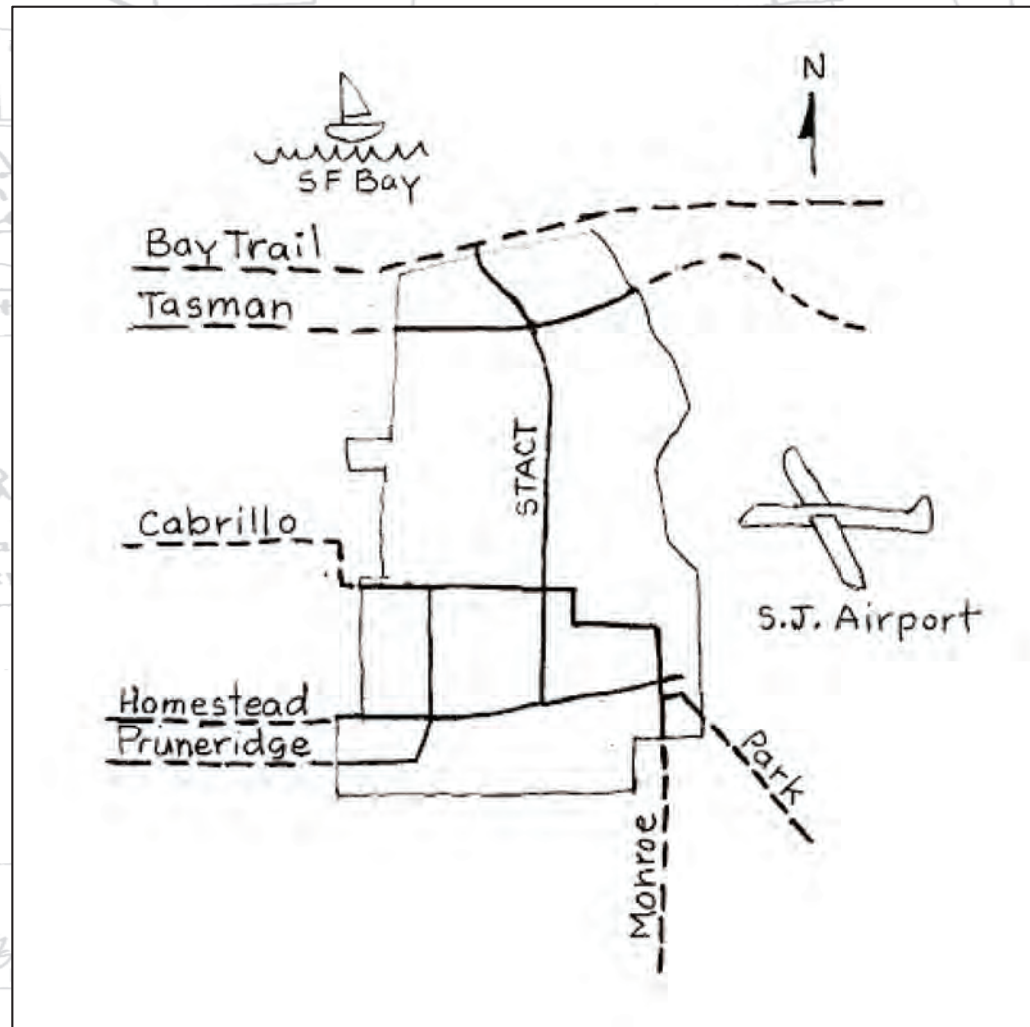 N
SF Bay
Bay Trail
Tasman
STACT
Cabrillo
S.J. Airport
Homestead
Pruneridge
Park
Monroe